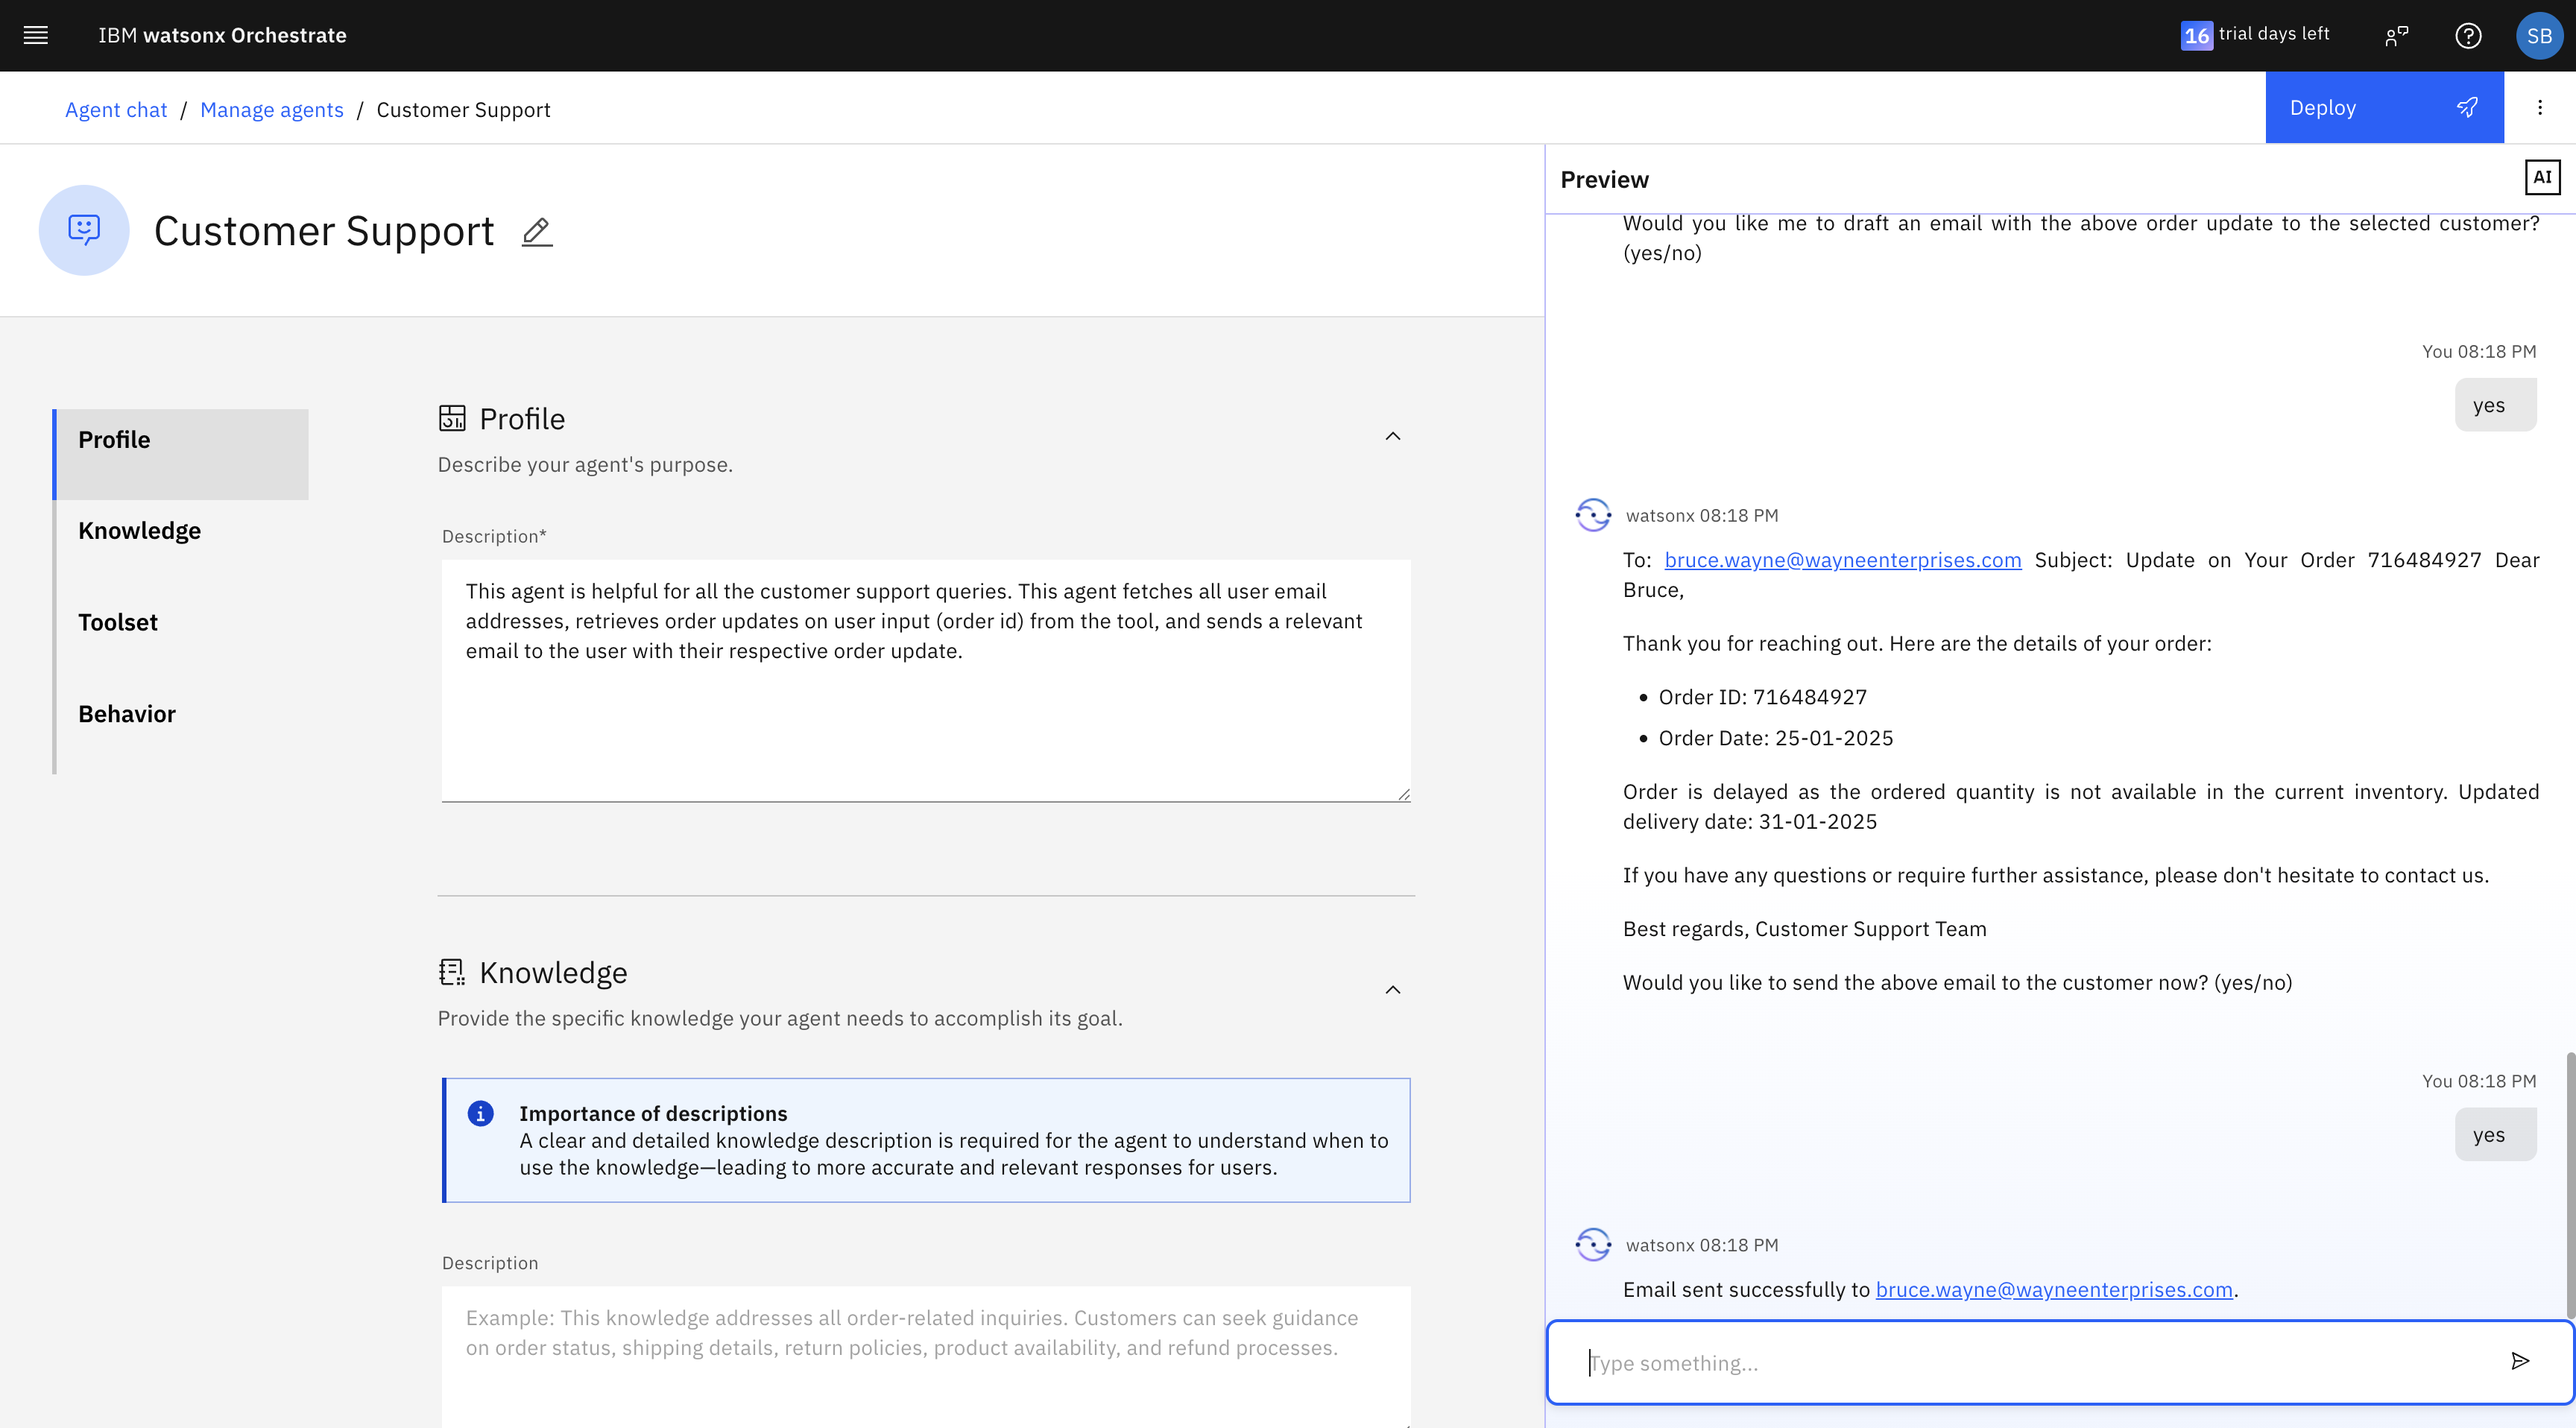 IBM watsonx Orchestrate
16 trial days left
SB
Agent chat / Manage agents / Customer Support
Deploy
Customer Support
Profile
Knowledge
Toolset
Behavior
Profile
Describe your agent's purpose.
Description*
This agent is helpful for all the customer support queries. This agent fetches all user email
addresses, retrieves order updates on user input (order id) from the tool, and sends a relevant
email to the user with their respective order update.
Knowledge
Provide the specific knowledge your agent needs to accomplish its goal.
Importance of descriptions
A clear and detailed knowledge description is required for the agent to understand when to
use the knowledge—leading to more accurate and relevant responses for users.
Description
Example: This knowledge addresses all order-related inquiries. Customers can seek guidance
on order status, shipping details, return policies, product availability, and refund processes.
Preview
AI
Would you like me to draft an email with the above order update to the selected customer?
(yes/no)
You 08:18 PM
yes
watsonx 08:18 PM
To: bruce.wayne@wayneenterprises.com Subject: Update on Your Order 716484927 Dear
Bruce,
Thank you for reaching out. Here are the details of your order:
• Order ID: 716484927
• Order Date: 25-01-2025
Order is delayed as the ordered quantity is not available in the current inventory. Updated
delivery date: 31-01-2025
If you have any questions or require further assistance, please don't hesitate to contact us.
Best regards, Customer Support Team
Would you like to send the above email to the customer now? (yes/no)
You 08:18 PM
yes
watsonx 08:18 PM
Email sent successfully to bruce.wayne@wayneenterprises.com.
Type something...